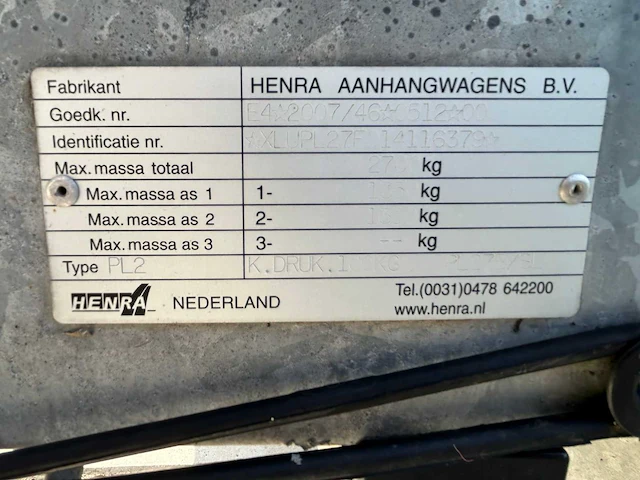 Fabrikant HENRA AANHANGWAGENS B.V.
Goedk. nr.
Identificatie nr.
Max. massa totaal kg
Max. massa as 1 1- kg
Max. massa as 2 2- kg
Max. massa as 3 3- -- kg
Type PL2 K.DRUK.
HENRA NEDERLAND Tel.(0031)0478 642200
www.henra.nl